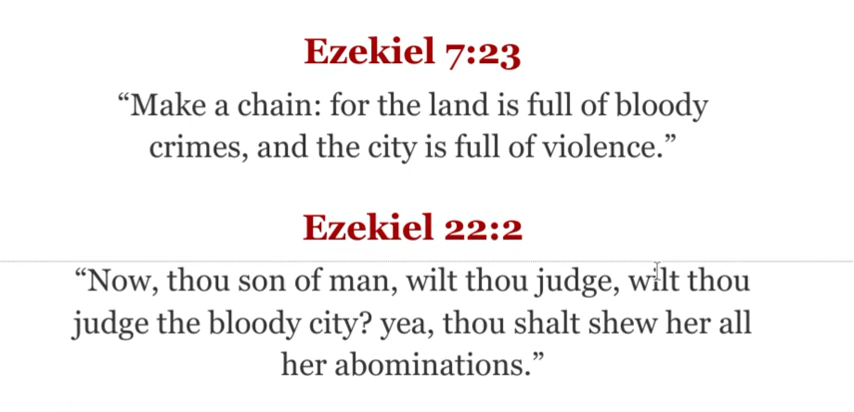 Ezekiel 7:23
“Make a chain: for the land is full of bloody
crimes, and the city is full of violence.”
Ezekiel 22:2
“Now, thou son of man, wilt thou judge, wilt thou
judge the bloody city? yea, thou shalt shew her all
her abominations.”